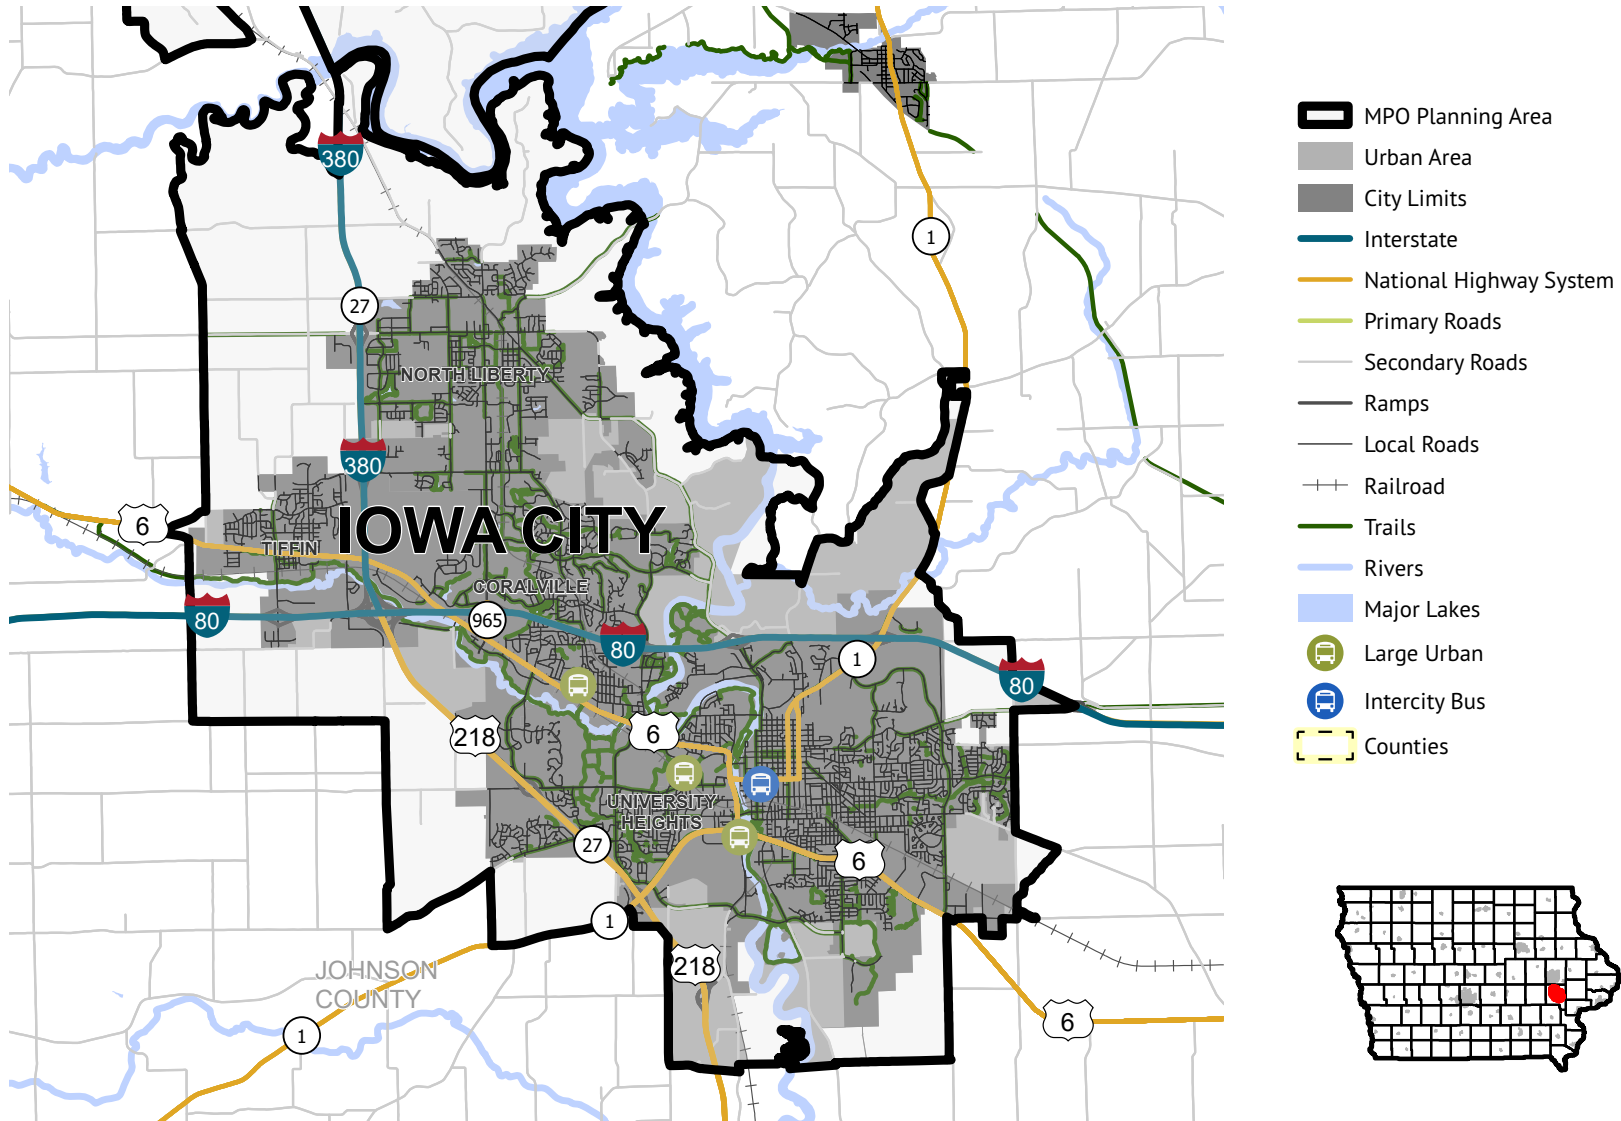 380
1
27
NORTH LIBERTY
380
6
IOWA CITY
TIFFIN
CORALVILLE
80
965
80
1
80
218
6
UNIVERSITY
HEIGHTS
27
6
1
218
JOHNSON
COUNTY
1
6
MPO Planning Area
Urban Area
City Limits
Interstate
National Highway System
Primary Roads
Secondary Roads
Ramps
Local Roads
Railroad
Trails
Rivers
Major Lakes
Large Urban
Intercity Bus
Counties